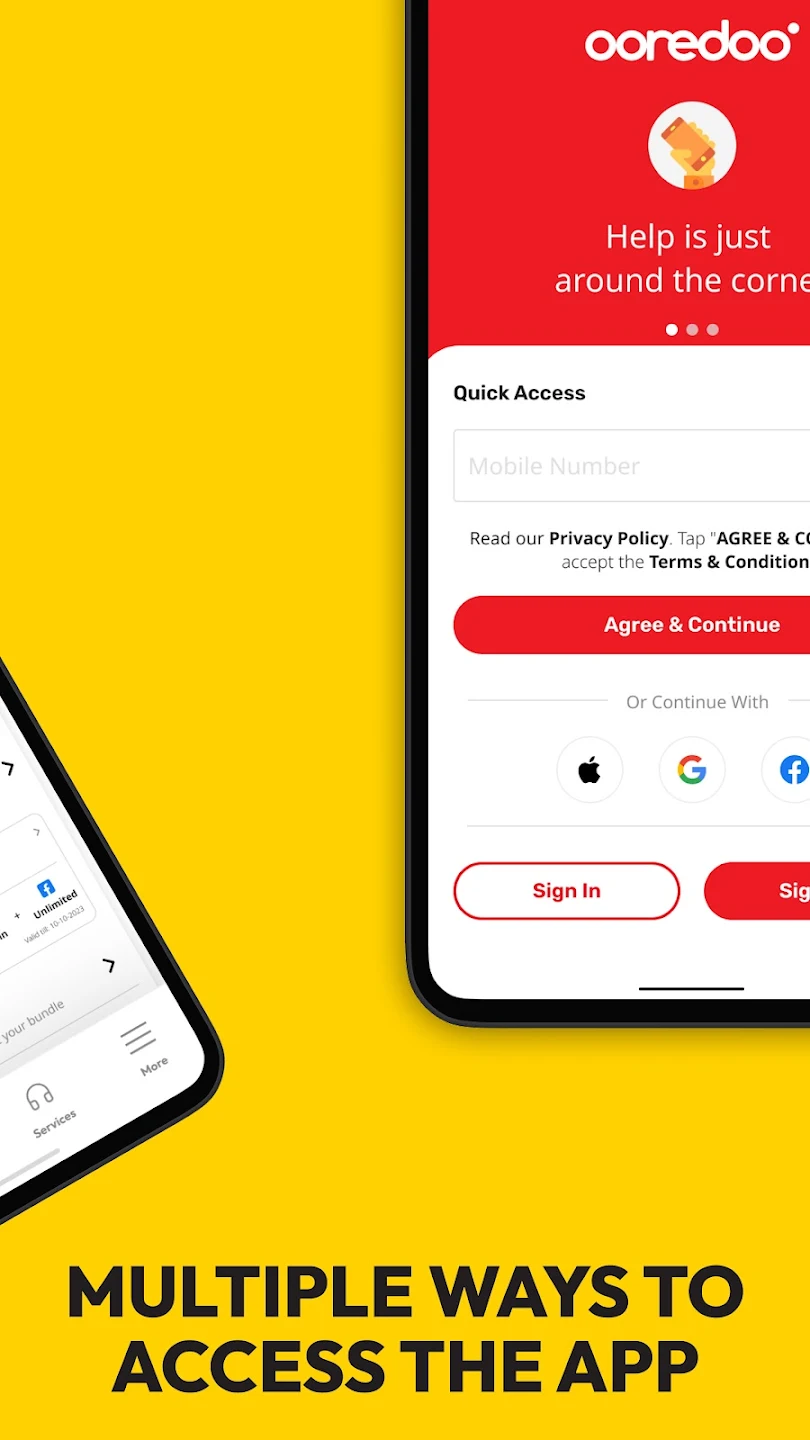 ooredoo
Help is just
around the corne
Quick Access
Mobile Number
Read our Privacy Policy. Tap "AGREE & CO
accept the Terms & Condition
Agree & Continue
Or Continue With
Sign In
Sig
+
Unlimited
in
Valid till: 10-10-2023
your bundle
More
Services
MULTIPLE WAYS TO
ACCESS THE APP